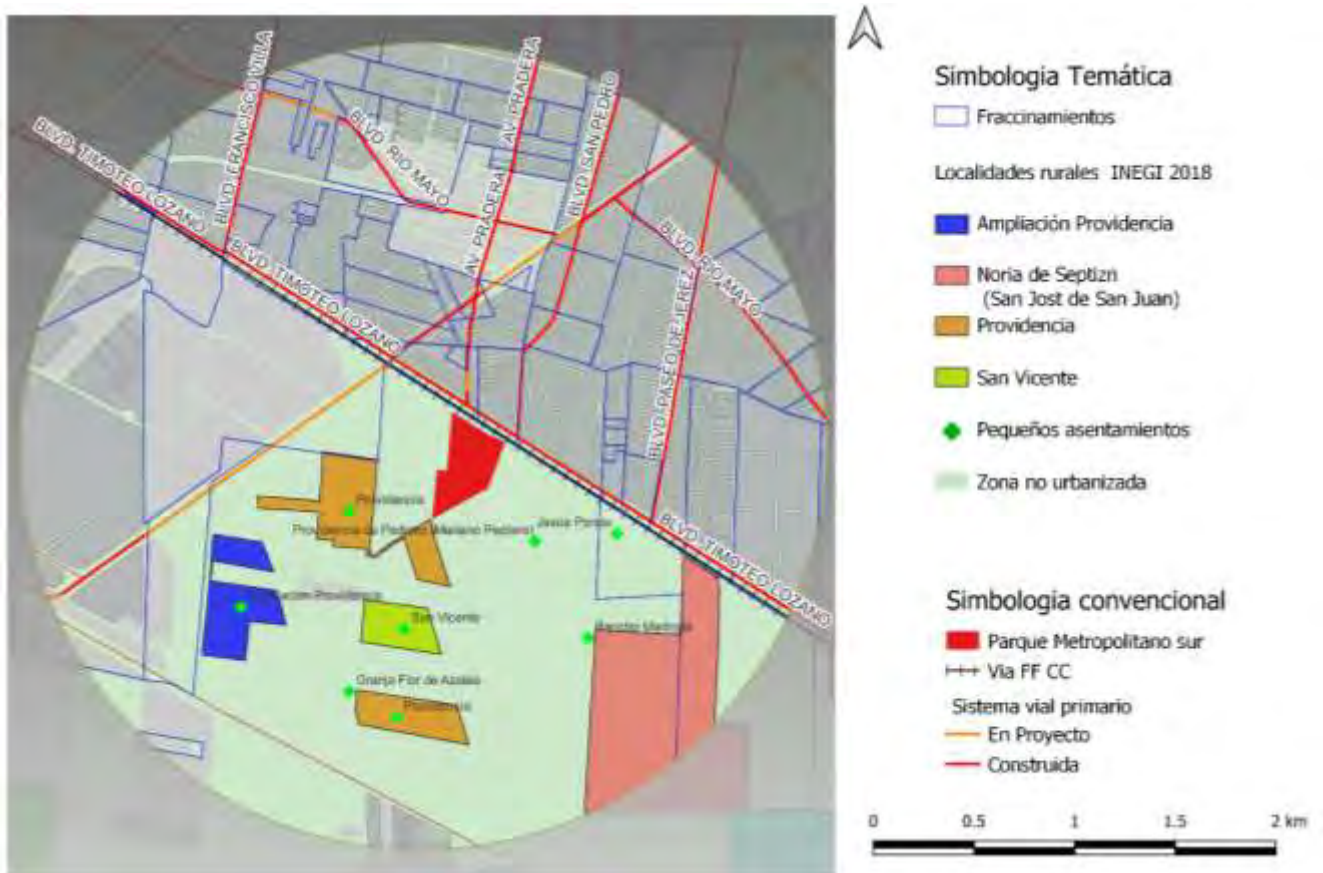 BLVD. FRANCISCO VILLA
AV. PRADERA
AV. PRADERA
BLVD. SAN PEDRO
BLVD. TIMOTEO LOZANO
BLVD. RIO MAYO
BLVD. TIMOTEO LOZANO
BLVD. RIO MAYO
BLVD. PASEO DE JEREZ
Providencia
Providencia de
Jesús
BLVD. TIMOTEO LOZANO
Providencia
San Vicente
Granja Flor de Azalea
Simbologia Temática
Fraccinamientos
Localidades rurales INEGI 2018
Ampliación Providencia
Noria de Septizn
(San Jost de San Juan)
Providencia
San Vicente
Pequeños asentamientos
Zona no urbanizada
Simbologia convencional
Parque Metropolitano sur
Via FF CC
Sistema vial primario
En Proyecto
Construida
0 0.5 1 1.5 2 km